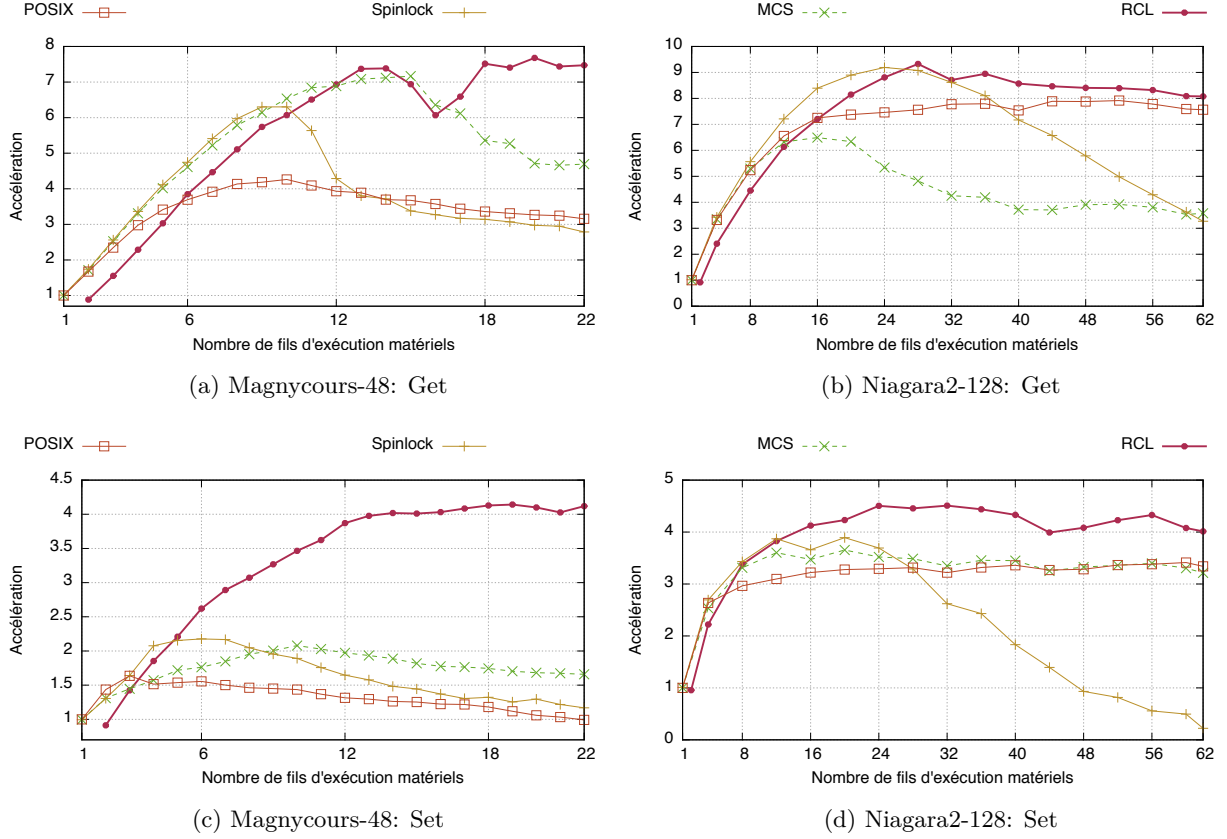 POSIX Spinlock MCS RCL
8
7
6
5
4
3
2
1
Accélération
1 6 12 18 22
Nombre de fils d'exécution matériels
(a) Magnycours-48: Get
10
9
8
7
6
5
4
3
2
1
0
Accélération
1 8 16 24 32 40 48 56 62
Nombre de fils d'exécution matériels
(b) Niagara2-128: Get
POSIX Spinlock MCS RCL
4.5
4
3.5
3
2.5
2
1.5
1
Accélération
1 6 12 18 22
Nombre de fils d'exécution matériels
(c) Magnycours-48: Set
5
4
3
2
1
0
Accélération
1 8 16 24 32 40 48 56 62
Nombre de fils d'exécution matériels
(d) Niagara2-128: Set